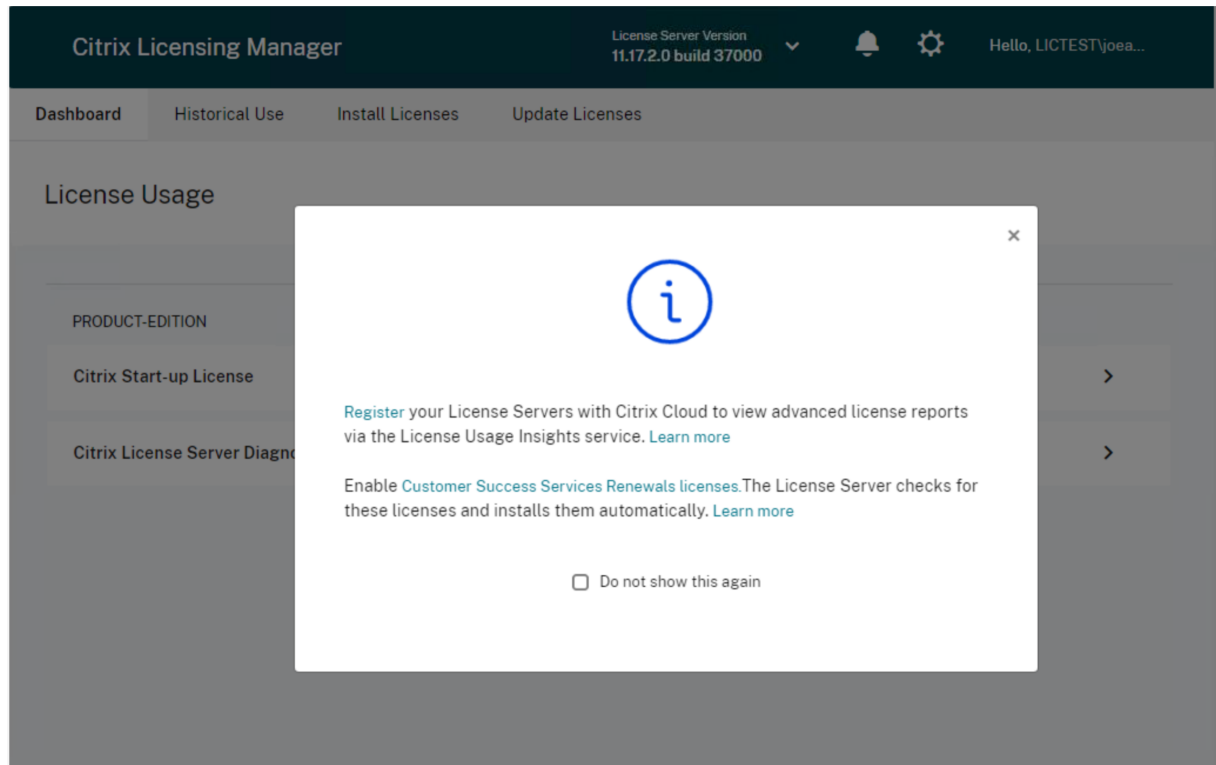 Citrix Licensing Manager
License Server Version
11.17.2.0 build 37000
Hello, LICTEST\joea...
Dashboard Historical Use Install Licenses Update Licenses
License Usage
PRODUCT-EDITION
Citrix Start-up License
Citrix License Server Diagno
Register your License Servers with Citrix Cloud to view advanced license reports
via the License Usage Insights service. Learn more
Enable Customer Success Services Renewals licenses.The License Server checks for
these licenses and installs them automatically. Learn more
Do not show this again